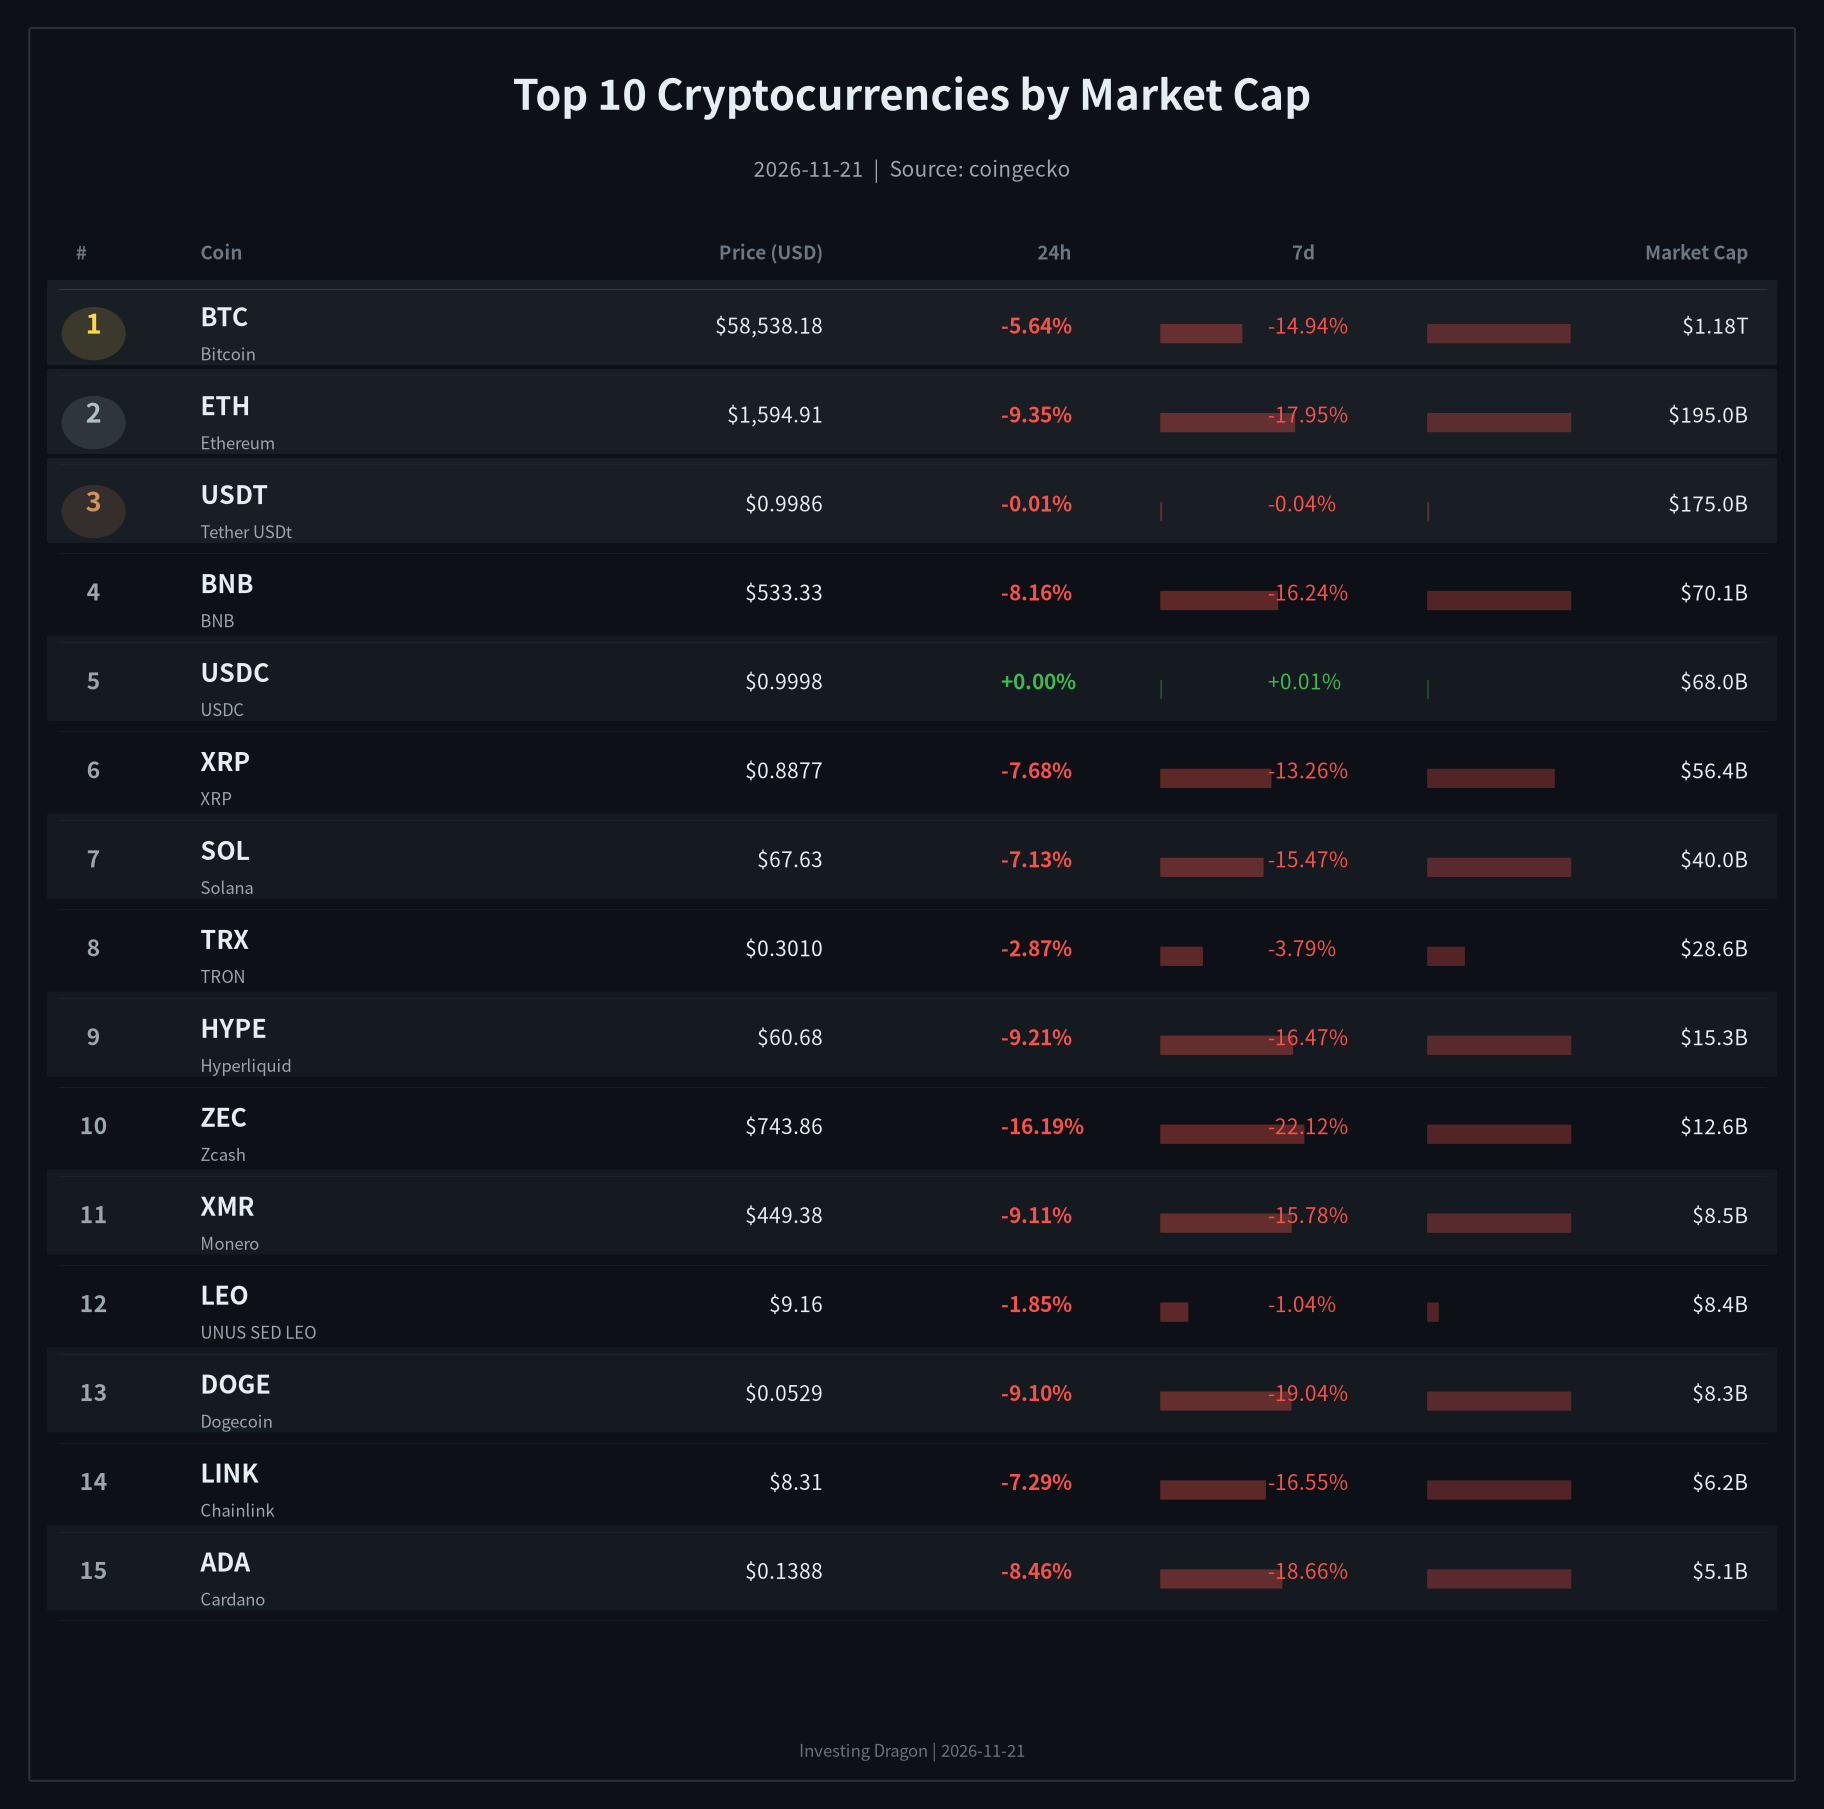 Top 10 Cryptocurrencies by Market Cap
2026-11-21 | Source: coingecko
# Coin Price (USD) 24h 7d Market Cap
1 BTC $58,538.18 -5.64% -14.94% $1.18T
Bitcoin
2 ETH $1,594.91 -9.35% -17.95% $195.0B
Ethereum
3 USDT $0.9986 -0.01% -0.04% $175.0B
Tether USDt
4 BNB $533.33 -8.16% -16.24% $70.1B
BNB
5 USDC $0.9998 +0.00% +0.01% $68.0B
USDC
6 XRP $0.8877 -7.68% -13.26% $56.4B
XRP
7 SOL $67.63 -7.13% -15.47% $40.0B
Solana
8 TRX $0.3010 -2.87% -3.79% $28.6B
TRON
9 HYPE $60.68 -9.21% -16.47% $15.3B
Hyperliquid
10 ZEC $743.86 -16.19% -22.12% $12.6B
Zcash
11 XMR $449.38 -9.11% -15.78% $8.5B
Monero
12 LEO $9.16 -1.85% -1.04% $8.4B
UNUS SED LEO
13 DOGE $0.0529 -9.10% -19.04% $8.3B
Dogecoin
14 LINK $8.31 -7.29% -16.55% $6.2B
Chainlink
15 ADA $0.1388 -8.46% -18.66% $5.1B
Cardano
Investing Dragon | 2026-11-21